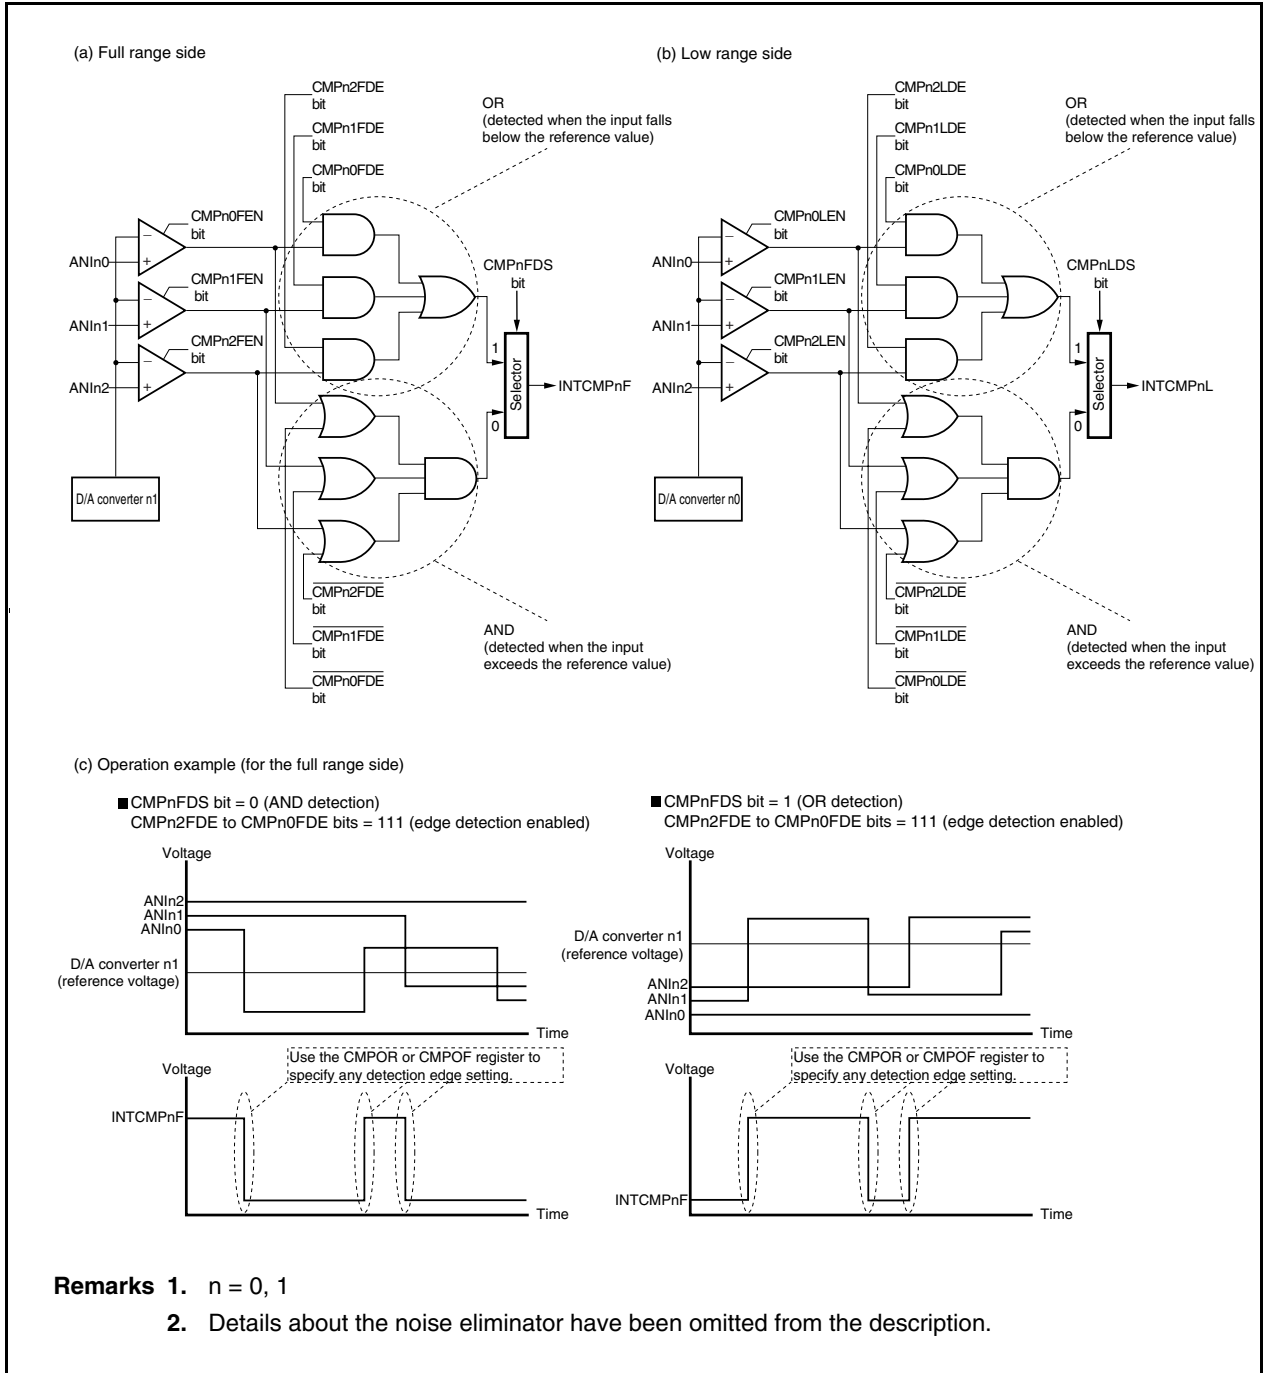 (a) Full range side
CMPn2FDE
bit
CMPn1FDE
bit
CMPn0FDE
bit
OR
(detected when the input falls
below the reference value)
CMPn0FEN
bit
ANIn0
CMPn1FEN
bit
ANIn1
CMPn2FEN
bit
ANIn2
−
+
−
+
−
+
CMPnFDS
bit
1
Selector
INTCMPnF
0
D/A converter n1
CMPn2FDE
bit
CMPn1FDE
bit
CMPn0FDE
bit
AND
(detected when the input
exceeds the reference value)
(b) Low range side
CMPn2LDE
bit
CMPn1LDE
bit
CMPn0LDE
bit
OR
(detected when the input falls
below the reference value)
CMPn0LEN
bit
ANIn0
CMPn1LEN
bit
ANIn1
CMPn2LEN
bit
ANIn2
−
+
−
+
−
+
CMPnLDS
bit
1
Selector
INTCMPnL
0
D/A converter n0
CMPn2LDE
bit
CMPn1LDE
bit
CMPn0LDE
bit
AND
(detected when the input
exceeds the reference value)
(c) Operation example (for the full range side)
■ CMPnFDS bit = 0 (AND detection)
CMPn2FDE to CMPn0FDE bits = 111 (edge detection enabled)
Voltage
ANIn2
ANIn1
ANIn0
D/A converter n1
(reference voltage)
Time
Use the CMPOR or CMPOF register to
specify any detection edge setting.
Voltage
INTCMPnF
Time
■ CMPnFDS bit = 1 (OR detection)
CMPn2FDE to CMPn0FDE bits = 111 (edge detection enabled)
Voltage
D/A converter n1
(reference voltage)
ANIn2
ANIn1
ANIn0
Time
Use the CMPOR or CMPOF register to
specify any detection edge setting.
Voltage
INTCMPnF
Time
Remarks 1. n = 0, 1
2. Details about the noise eliminator have been omitted from the description.